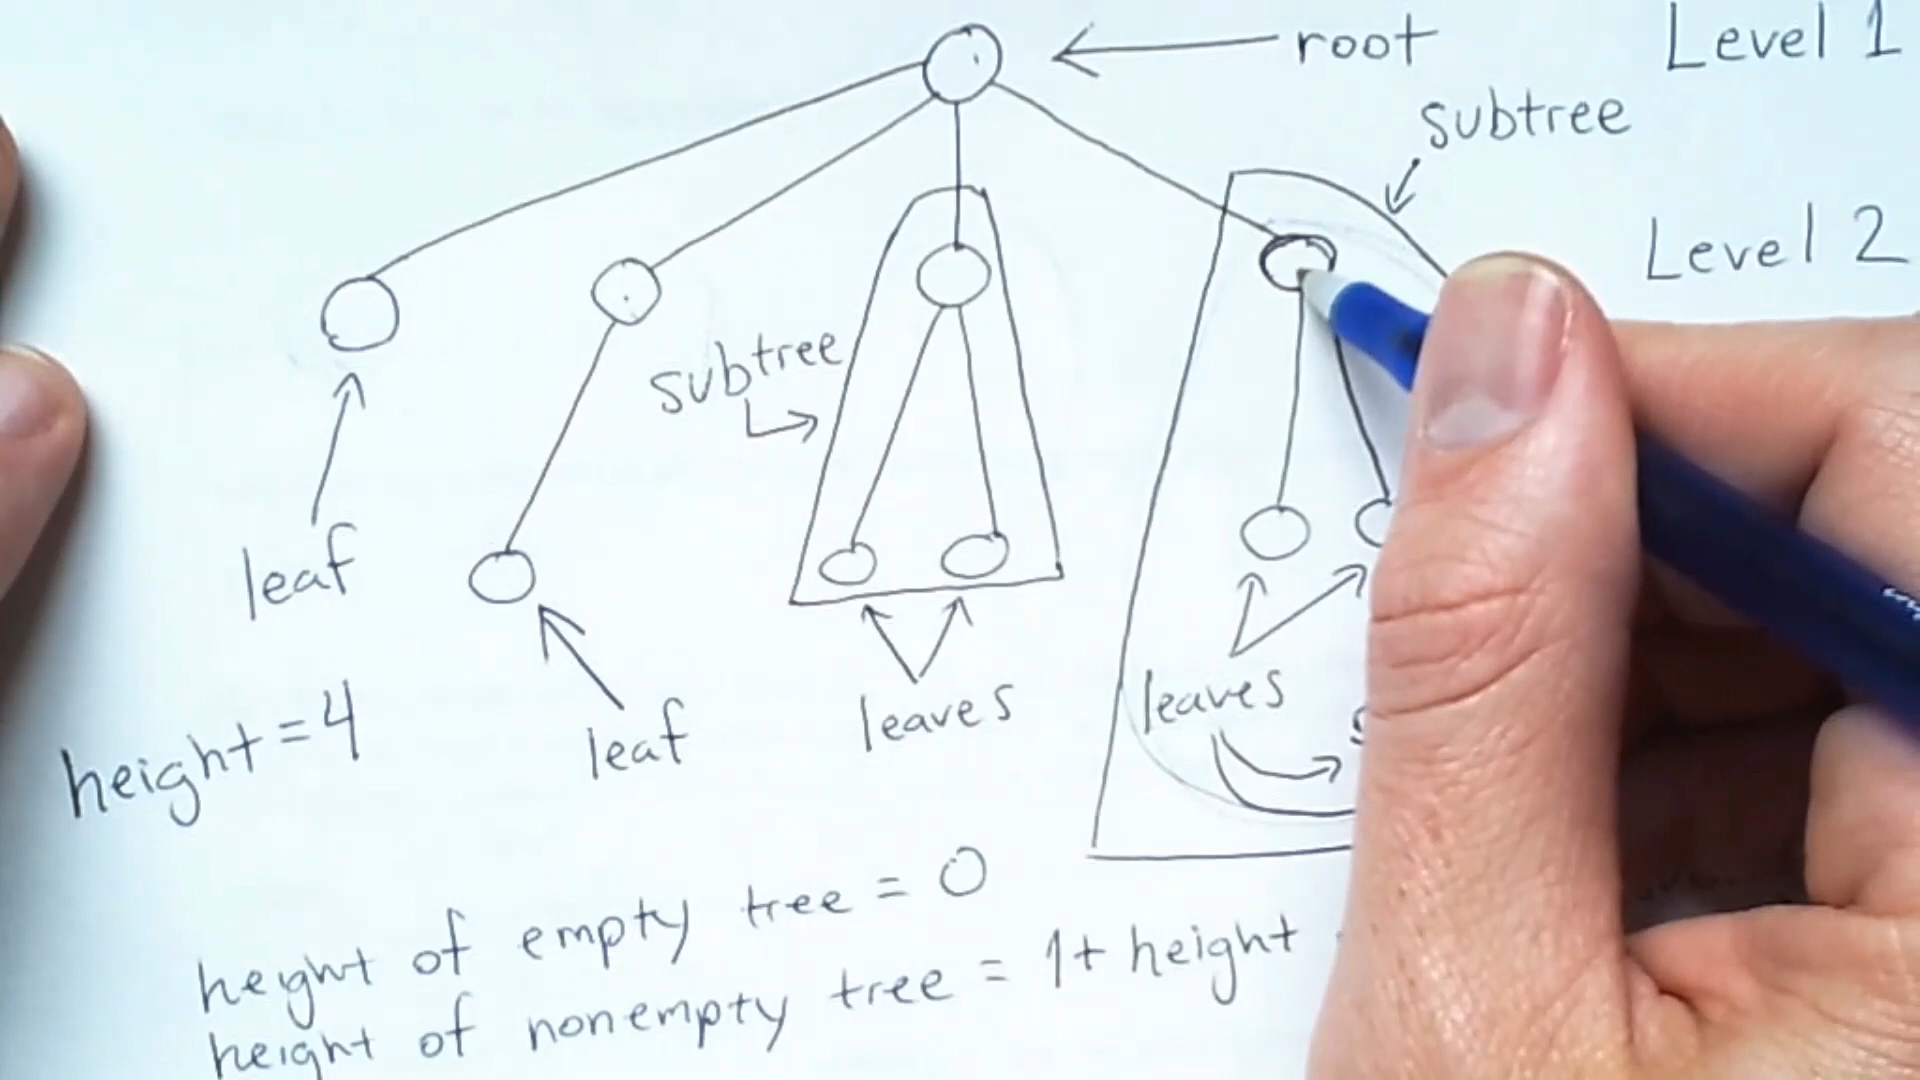 root
Level 1
subtree
Level 2
subtree
leaf
leaves
leaf
leaves
height = 4
height of empty tree = 0
height of nonempty tree = 1 + height